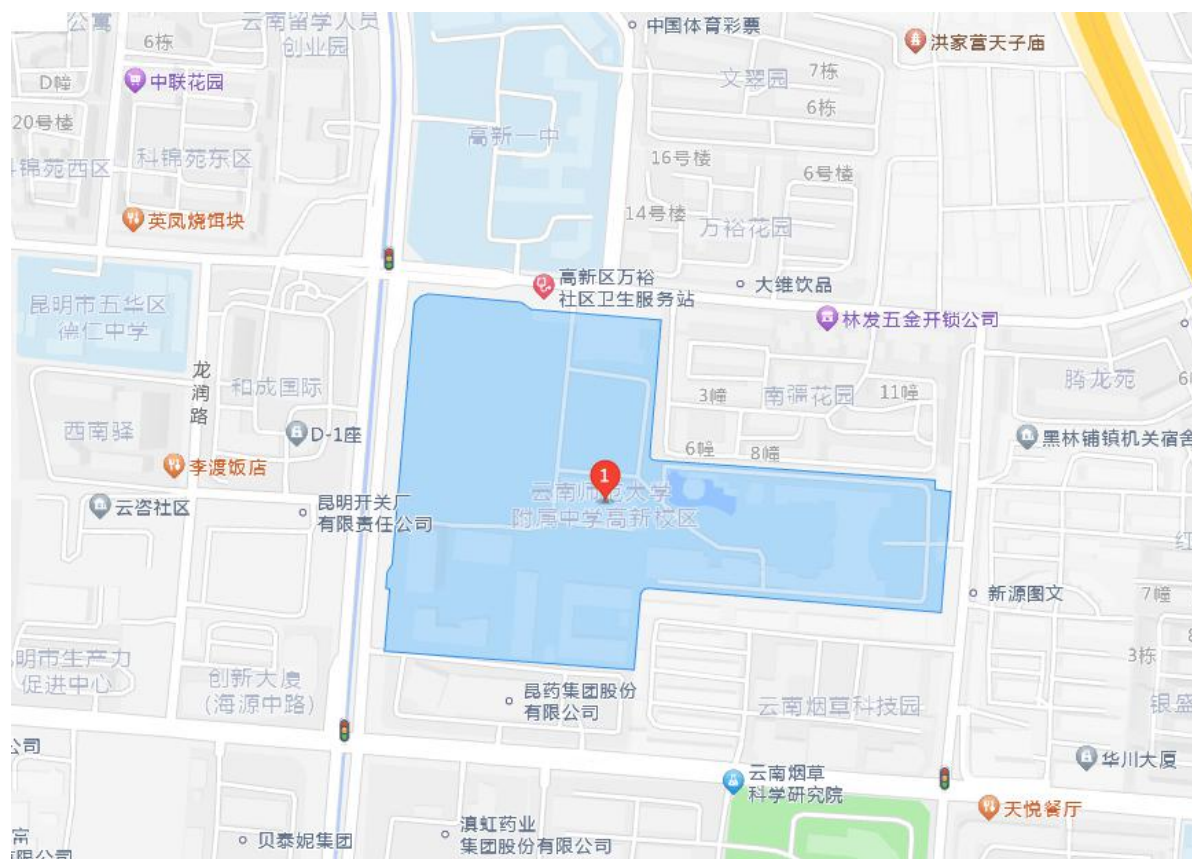 公寓
云南留学人员
创业园
6栋
中国体育彩票
洪家营天子庙
D幢
中联花园
文翠园
7栋
6栋
20号楼
高新一中
锦苑西区
科锦苑东区
16号楼
6号楼
14号楼
英凤烧饵块
万裕花园
高新区万裕
社区卫生服务站
大维饮品
昆明市五华区
德仁中学
林发五金开锁公司
龙润路
和成国际
3幢
南疆花园
11幢
腾龙苑
6
西南驿
D-1座
6幢
8幢
黑林铺镇机关宿舍
李渡饭店
1
云南师范大学
附属中学高新校区
云咨社区
昆明开关厂
有限责任公司
红
新源图文
7幢
8
明市生产力
促进中心
创新大厦
(海源中路)
昆药集团股份
有限公司
3栋
云南烟草科技园
银盛
公司
云南烟草
科学研究院
华川大厦
天悦餐厅
富
有限公司
贝泰妮集团
滇虹药业
集团股份有限公司